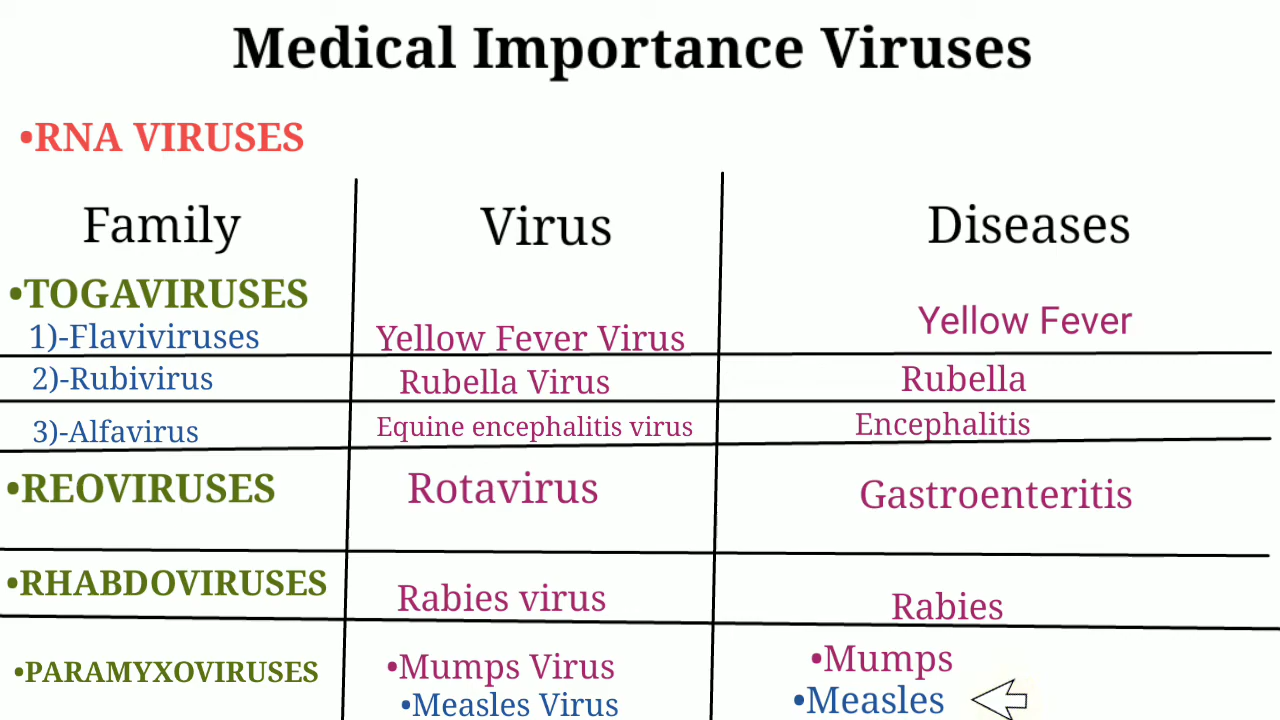 Medical Importance Viruses
•RNA VIRUSES
Family Virus Diseases
•TOGAVIRUSES
1)-Flaviviruses Yellow Fever Virus Yellow Fever
2)-Rubivirus Rubella Virus Rubella
3)-Alfavirus Equine encephalitis virus Encephalitis
•REOVIRUSES Rotavirus Gastroenteritis
•RHABDOVIRUSES Rabies virus Rabies
•PARAMYXOVIRUSES •Mumps Virus •Mumps
•Measles Virus •Measles